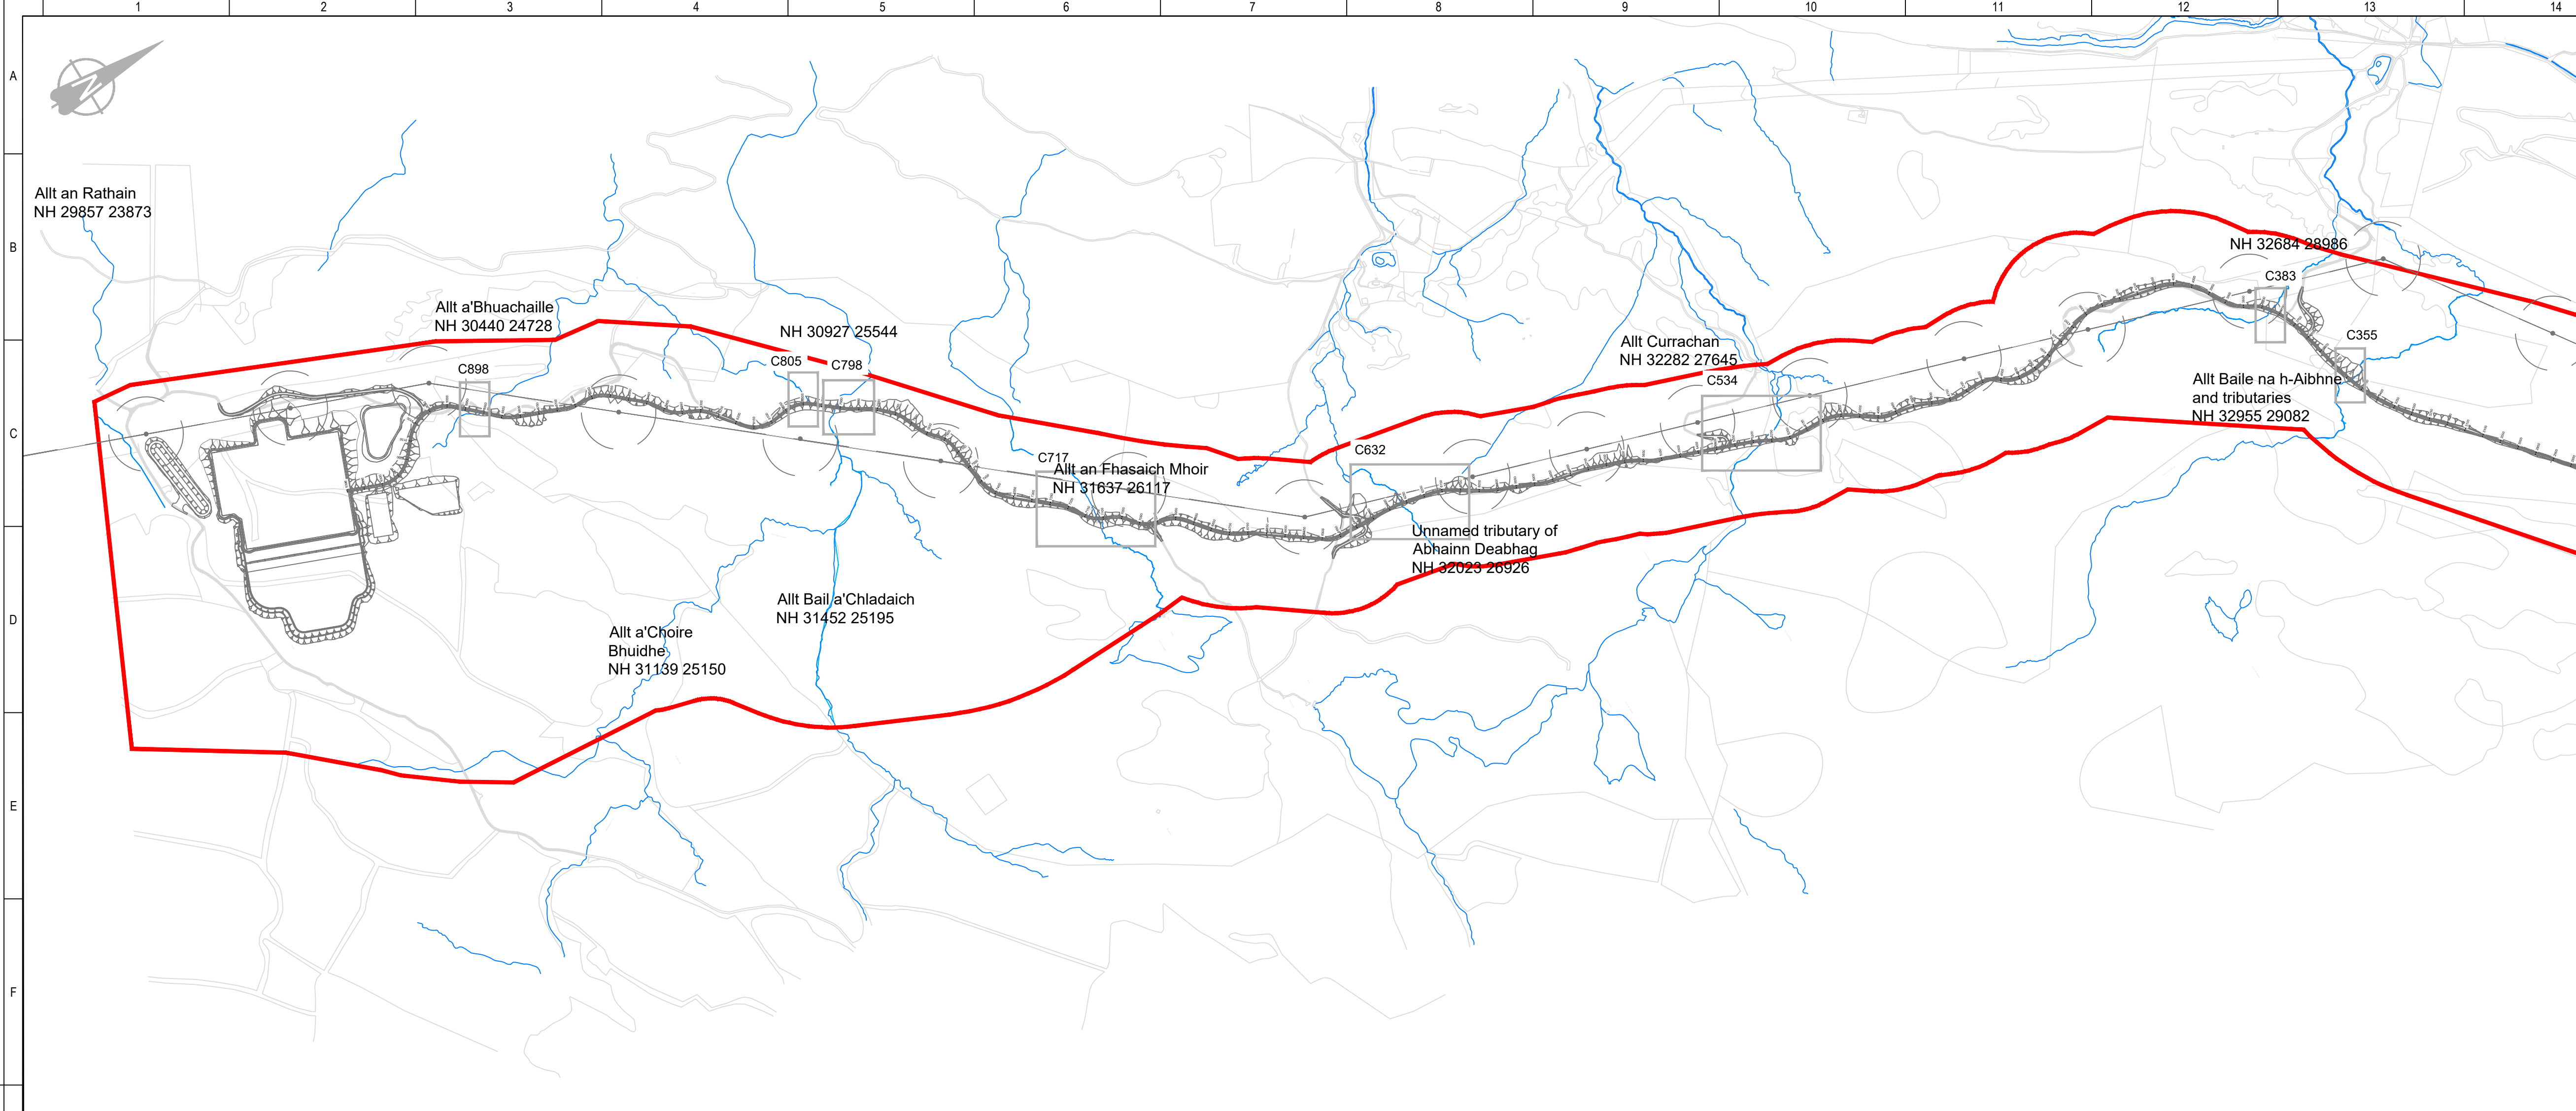 1 2 3 4 5 6 7 8 9 10 11 12 13 14
A
B
C
D
E
F
Allt an Rathain
NH 29857 23873
Allt a'Bhuachaille
NH 30440 24728
C898
NH 30927 25544
C805
C798
C717
Allt an Fhasaich Mhoir
NH 31637 26117
C632
Unnamed tributary of
Abhainn Deabhag
NH 32023 26926
Allt Bail a'Chladaich
NH 31452 25195
Allt a'Choire
Bhuidhe
NH 31139 25150
Allt Currachan
NH 32282 27645
C534
NH 32684 28986
C383
C355
Allt Baile na h-Aibhne
and tributaries
NH 32955 29082